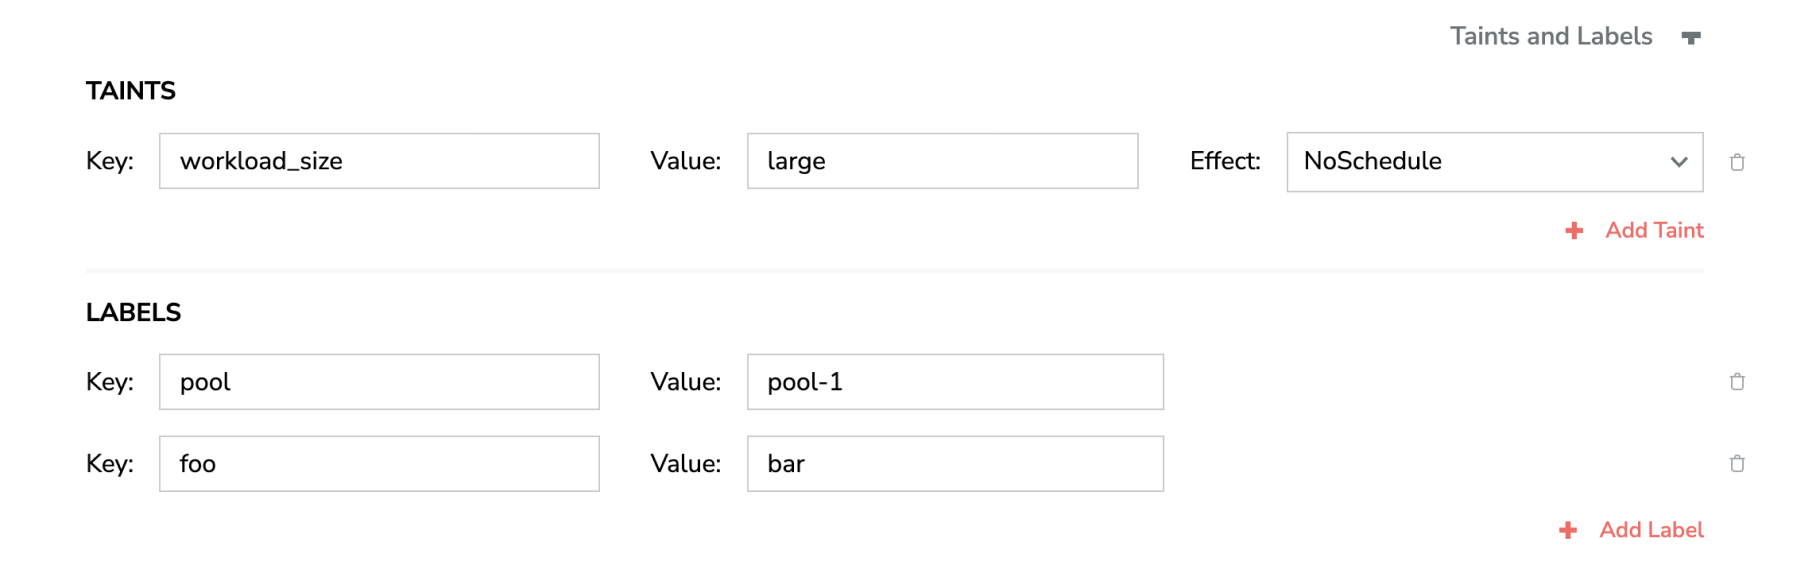 Taints and Labels
TAINTS
Key: workload_size Value: large Effect: NoSchedule
+ Add Taint
LABELS
Key: pool Value: pool-1
Key: foo Value: bar
+ Add Label